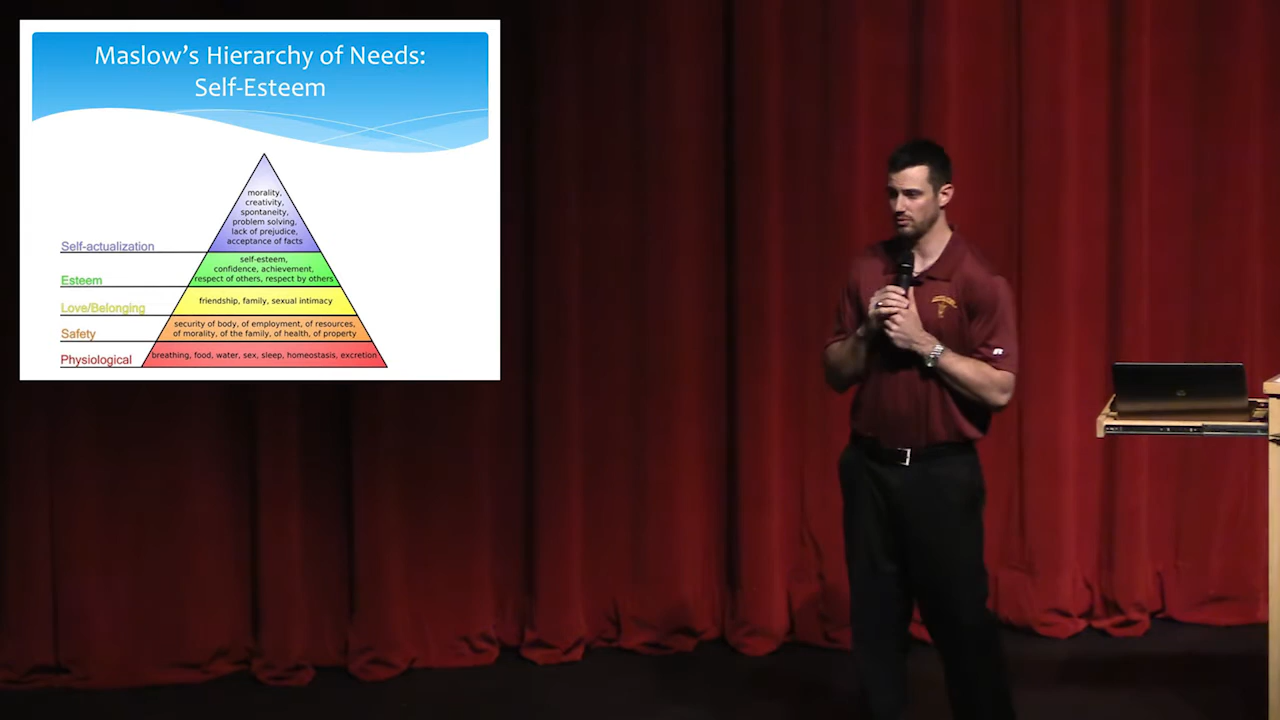 Maslow's Hierarchy of Needs:
Self-Esteem
morality,
creativity,
spontaneity,
problem solving,
lack of prejudice,
acceptance of facts
Self-actualization
self-esteem,
confidence, achievement,
respect of others, respect by others
Esteem
friendship, family, sexual intimacy
Love/Belonging
security of body, of employment, of resources,
of morality, of the family, of health, of property
Safety
breathing, food, water, sex, sleep, homeostasis, excretion
Physiological